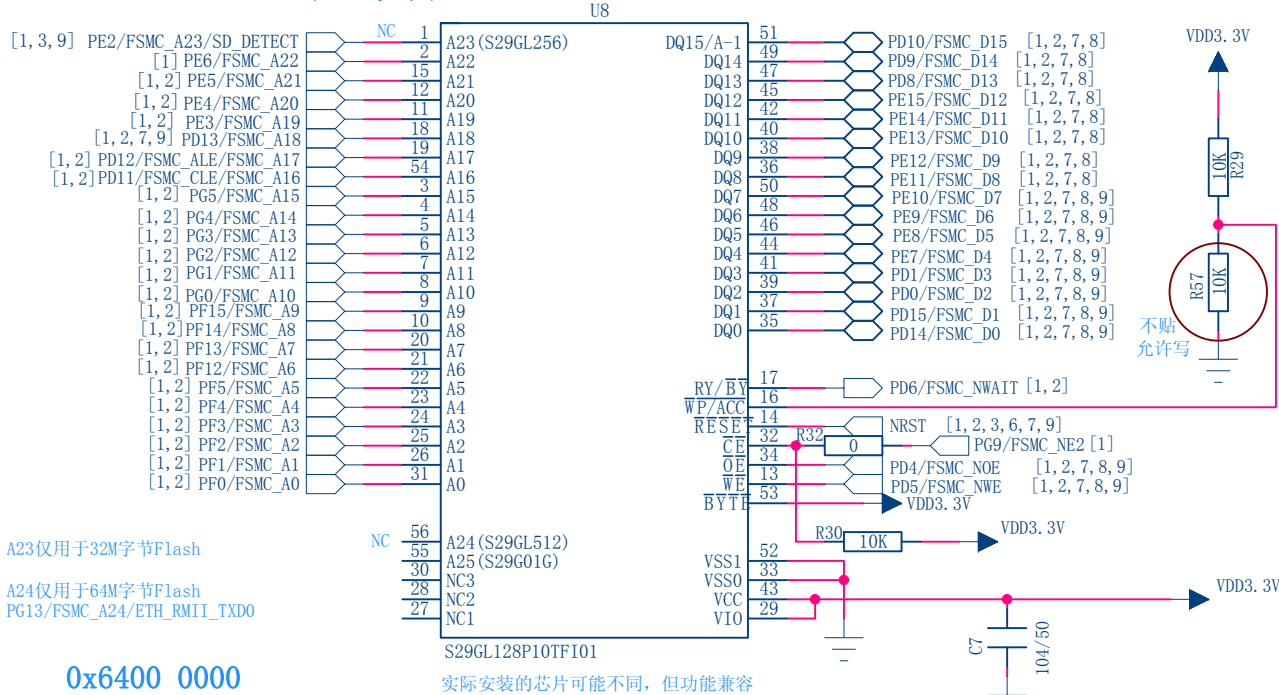 U8
NC
[1,3,9] PE2/FSMC_A23/SD_DETECT 1 A23(S29GL256)
[1] PE6/FSMC_A22 2 A22
[1,2] PE5/FSMC_A21 15 A21
[1,2] PE4/FSMC_A20 12 A20
[1,2] PE3/FSMC_A19 11 A19
[1,2,7,9] PD13/FSMC_A18 18 A18
[1,2] PD12/FSMC_ALE/FSMC_A17 19 A17
[1,2] PD11/FSMC_CLE/FSMC_A16 54 A16
[1,2] PG5/FSMC_A15 3 A15
[1,2] PG4/FSMC_A14 4 A14
[1,2] PG3/FSMC_A13 5 A13
[1,2] PG2/FSMC_A12 6 A12
[1,2] PG1/FSMC_A11 7 A11
[1,2] PG0/FSMC_A10 8 A10
[1,2] PF15/FSMC_A9 9 A9
[1,2] PF14/FSMC_A8 10 A8
[1,2] PF13/FSMC_A7 20 A7
[1,2] PF12/FSMC_A6 21 A6
[1,2] PF5/FSMC_A5 22 A5
[1,2] PF4/FSMC_A4 23 A4
[1,2] PF3/FSMC_A3 24 A3
[1,2] PF2/FSMC_A2 25 A2
[1,2] PF1/FSMC_A1 26 A1
[1,2] PF0/FSMC_A0 31 A0
NC 56 A24(S29GL512)
55 A25(S29G01G)
30 NC3
28 NC2
27 NC1
DQ15/A-1 51 PD10/FSMC_D15 [1,2,7,8]
DQ14 49 PD9/FSMC_D14 [1,2,7,8]
DQ13 47 PD8/FSMC_D13 [1,2,7,8]
DQ12 45 PE15/FSMC_D12 [1,2,7,8]
DQ11 42 PE14/FSMC_D11 [1,2,7,8]
DQ10 40 PE13/FSMC_D10 [1,2,7,8]
DQ9 38 PE12/FSMC_D9 [1,2,7,8]
DQ8 36 PE11/FSMC_D8 [1,2,7,8]
DQ7 50 PE10/FSMC_D7 [1,2,7,8,9]
DQ6 48 PE9/FSMC_D6 [1,2,7,8,9]
DQ5 46 PE8/FSMC_D5 [1,2,7,8,9]
DQ4 44 PE7/FSMC_D4 [1,2,7,8,9]
DQ3 41 PD1/FSMC_D3 [1,2,7,8,9]
DQ2 39 PD0/FSMC_D2 [1,2,7,8,9]
DQ1 37 PD15/FSMC_D1 [1,2,7,8,9]
DQ0 35 PD14/FSMC_D0 [1,2,7,8,9]
RY/BY 17 PD6/FSMC_NWAIT [1,2]
WP/ACC 16
RESET 14 NRST [1,2,3,6,7,9]
CE 32 R32 0 PG9/FSMC_NE2 [1]
OE 34 PD4/FSMC_NOE [1,2,7,8,9]
WE 13 PD5/FSMC_NWE [1,2,7,8,9]
BYTE 53 VDD3.3V
R30 10K VDD3.3V
VSS1 52
VSS0 33
VCC 43 VDD3.3V
VIO 29
C7 104/50
VDD3.3V
10K R29
R57 10K
不贴
允许写
A23仅用于32M字节Flash
A24仅用于64M字节Flash
PG13/FSMC_A24/ETH_RMII_TXD0
0x6400 0000
S29GL128P10TFI01
实际安装的芯片可能不同，但功能兼容